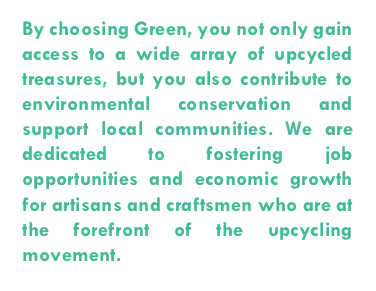 By choosing Green, you not only gain
access to a wide array of upcycled
treasures, but you also contribute to
environmental conservation and
support local communities. We are
dedicated to fostering job
opportunities and economic growth
for artisans and craftsmen who are at
the forefront of the upcycling
movement.